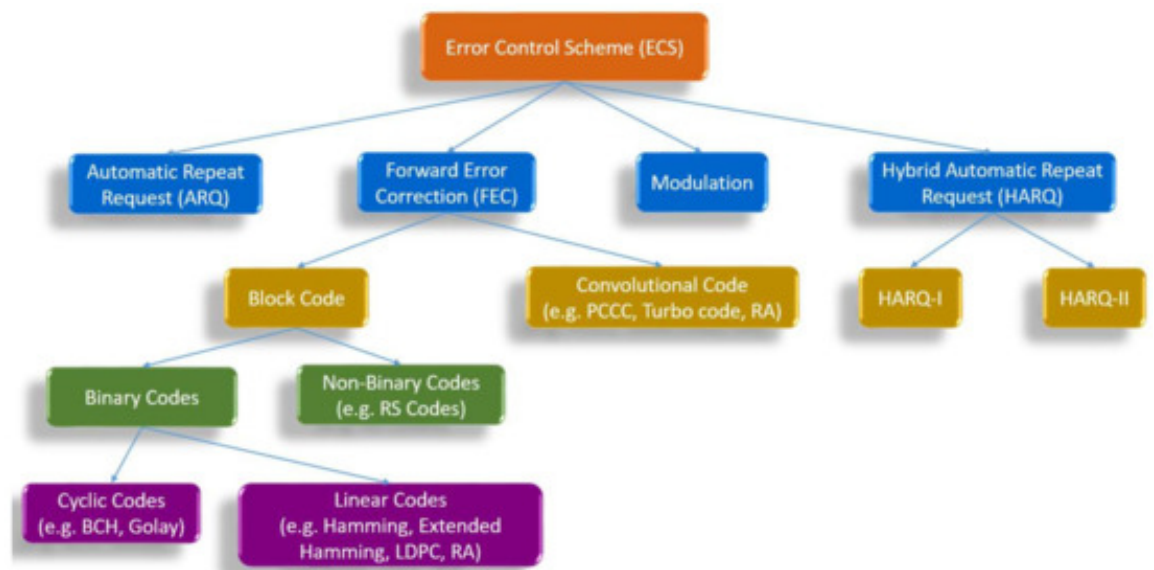 Error Control Scheme (ECS)
Automatic Repeat
Request (ARQ)
Forward Error
Correction (FEC)
Modulation
Hybrid Automatic Repeat
Request (HARQ)
Block Code
Convolutional Code
(e.g. PCCC, Turbo code, RA)
HARQ-I
HARQ-II
Binary Codes
Non-Binary Codes
(e.g. RS Codes)
Cyclic Codes
(e.g. BCH, Golay)
Linear Codes
(e.g. Hamming, Extended
Hamming, LDPC, RA)